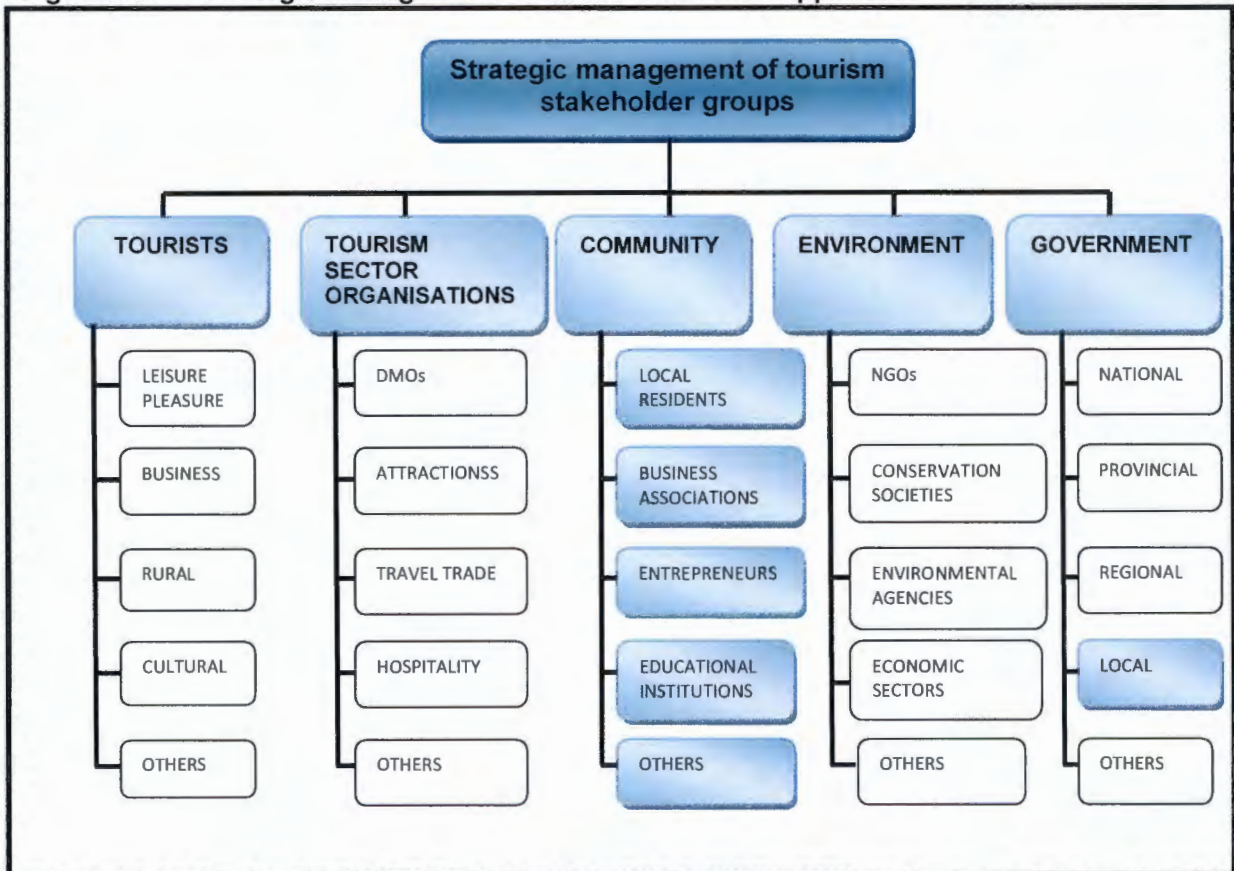 Strategic management of tourism
stakeholder groups
TOURISTS
LEISURE
PLEASURE
BUSINESS
RURAL
CULTURAL
OTHERS
TOURISM
SECTOR
ORGANISATIONS
DMOs
ATTRACTIONSS
TRAVEL TRADE
HOSPITALITY
OTHERS
COMMUNITY
LOCAL
RESIDENTS
BUSINESS
ASSOCIATIONS
ENTREPRENEURS
EDUCATIONAL
INSTITUTIONS
OTHERS
ENVIRONMENT
NGOs
CONSERVATION
SOCIETIES
ENVIRONMENTAL
AGENCIES
ECONOMIC
SECTORS
OTHERS
GOVERNMENT
NATIONAL
PROVINCIAL
REGIONAL
LOCAL
OTHERS